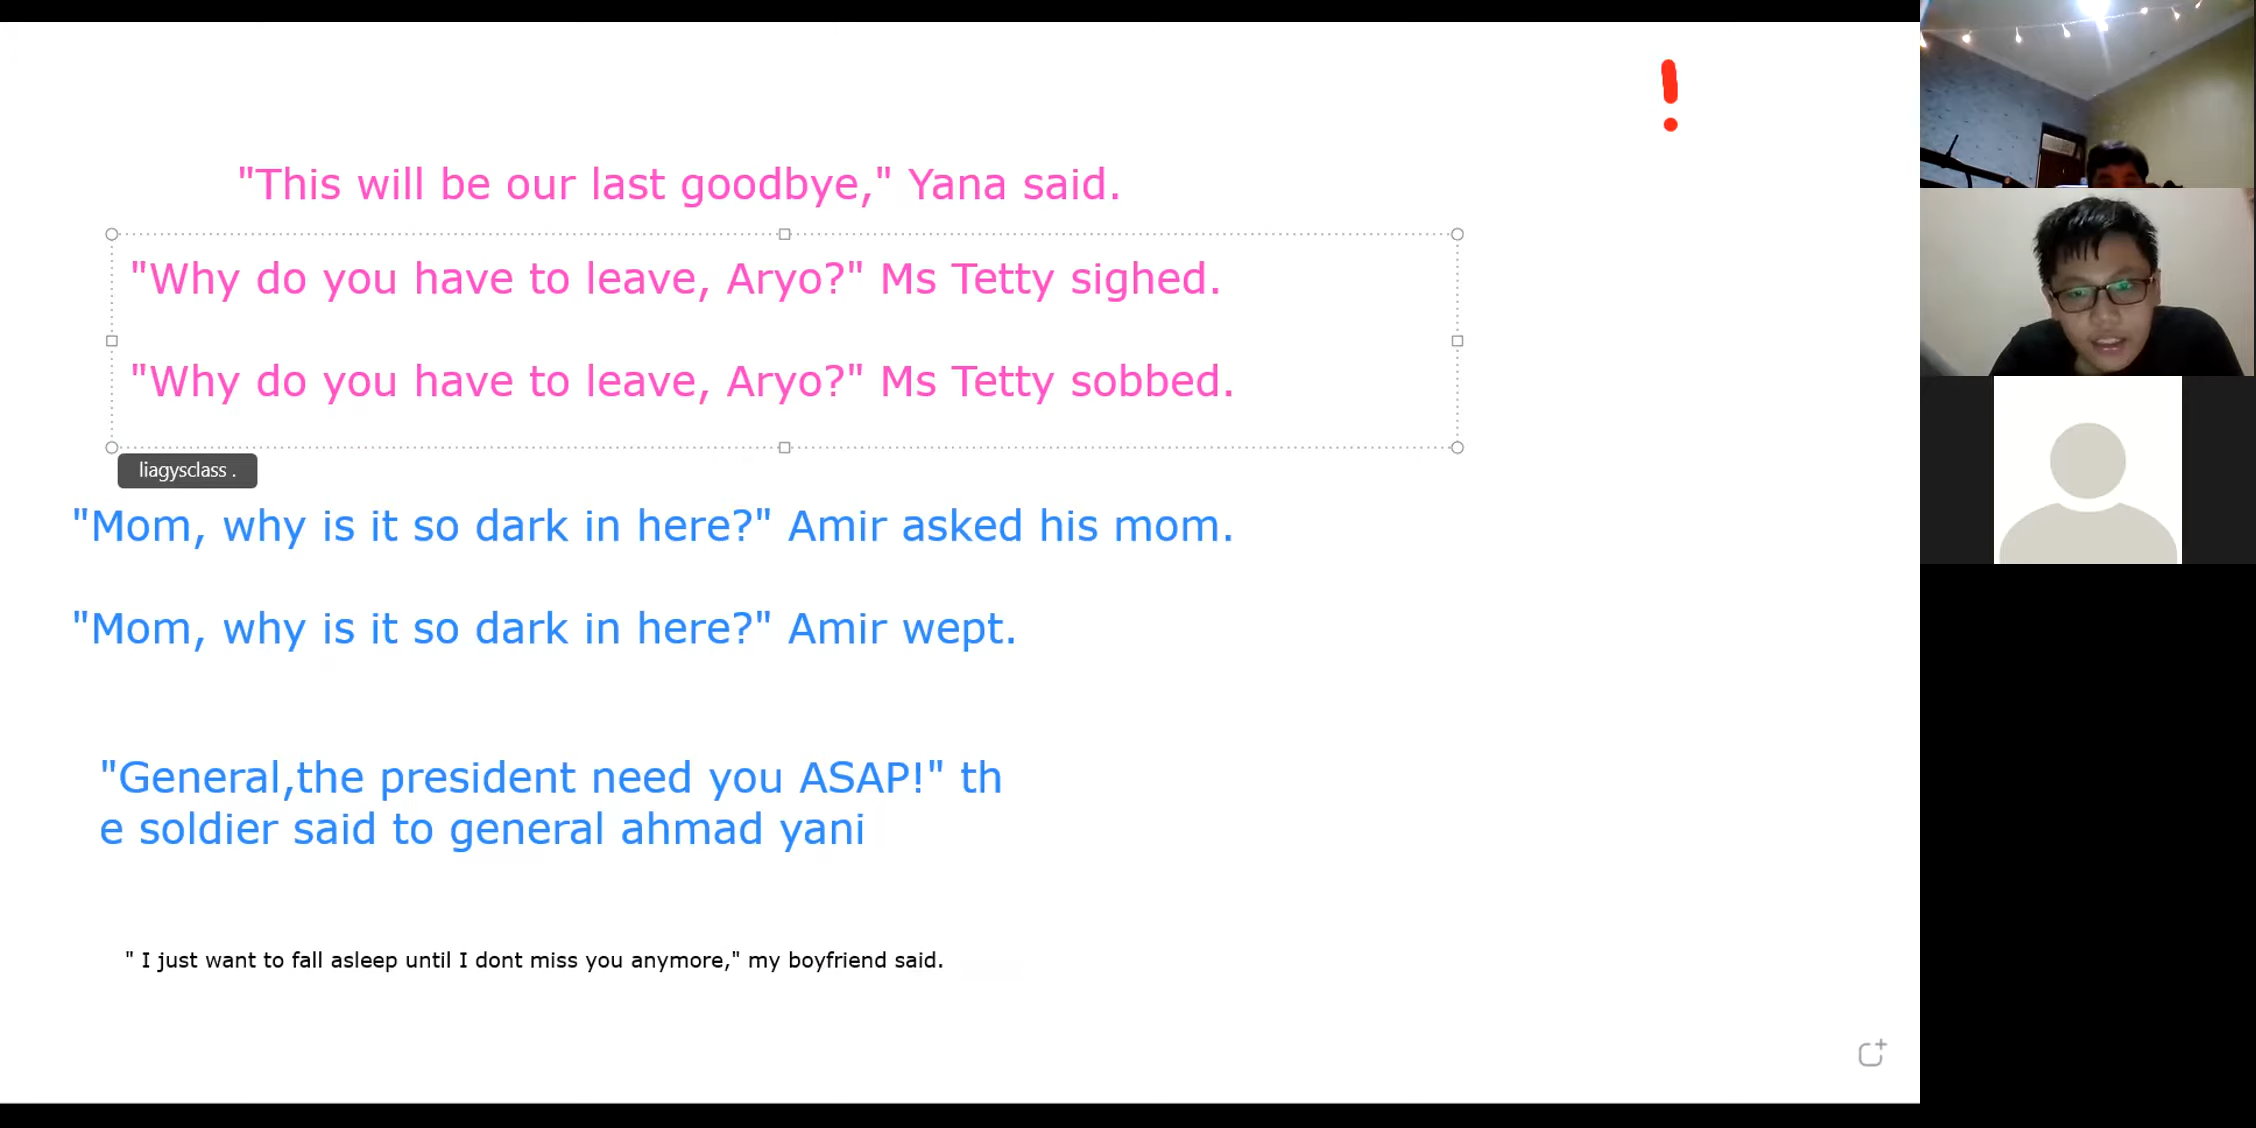 !
"This will be our last goodbye," Yana said.
"Why do you have to leave, Aryo?" Ms Tetty sighed.
"Why do you have to leave, Aryo?" Ms Tetty sobbed.
liagysclass .
"Mom, why is it so dark in here?" Amir asked his mom.
"Mom, why is it so dark in here?" Amir wept.
"General,the president need you ASAP!" th
e soldier said to general ahmad yani
" I just want to fall asleep until I dont miss you anymore," my boyfriend said.